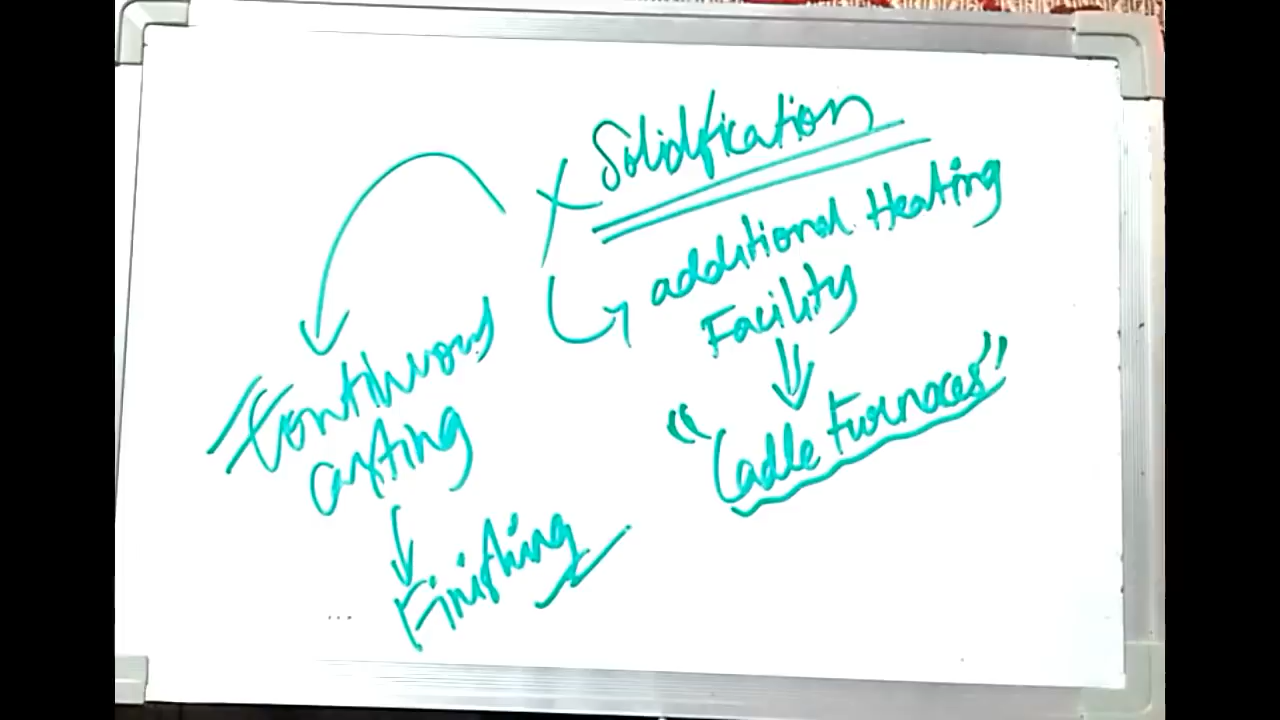 x Solidification
additional Heating
Facility
"Ladle Furnaces"
Continuous
casting
Finishing
...